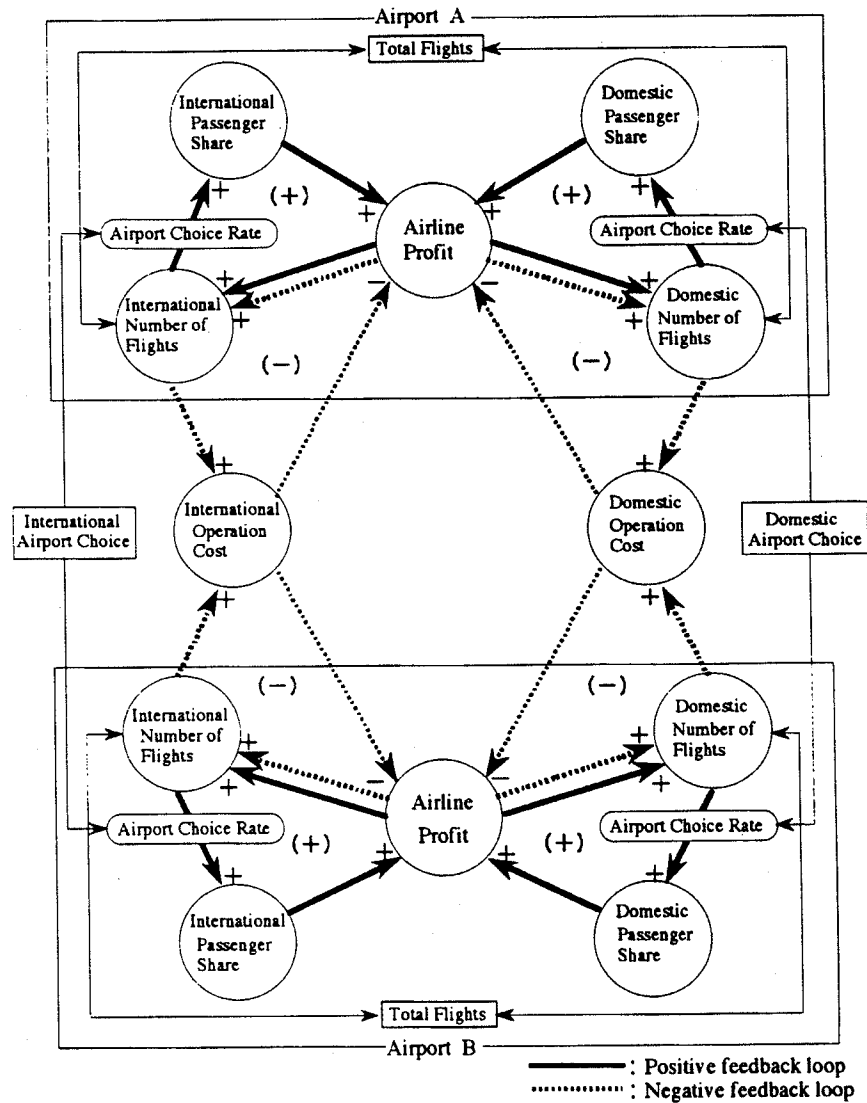 Airport A
Total Flights
International
Passenger
Share
Domestic
Passenger
Share
+
(+)
(+)
+
+
+
Airport Choice Rate
Airline
Profit
Airport Choice Rate
+
+
International
Number of
Flights
+
−
−
+
Domestic
Number of
Flights
(−)
(−)
+
+
International
Airport Choice
International
Operation
Cost
Domestic
Operation
Cost
Domestic
Airport Choice
+
+
(−)
(−)
International
Number of
Flights
+
+
Domestic
Number of
Flights
+
−
−
+
Airline
Profit
Airport Choice Rate
(+)
+
+
(+)
Airport Choice Rate
+
+
International
Passenger
Share
Domestic
Passenger
Share
Total Flights
Airport B
: Positive feedback loop
: Negative feedback loop